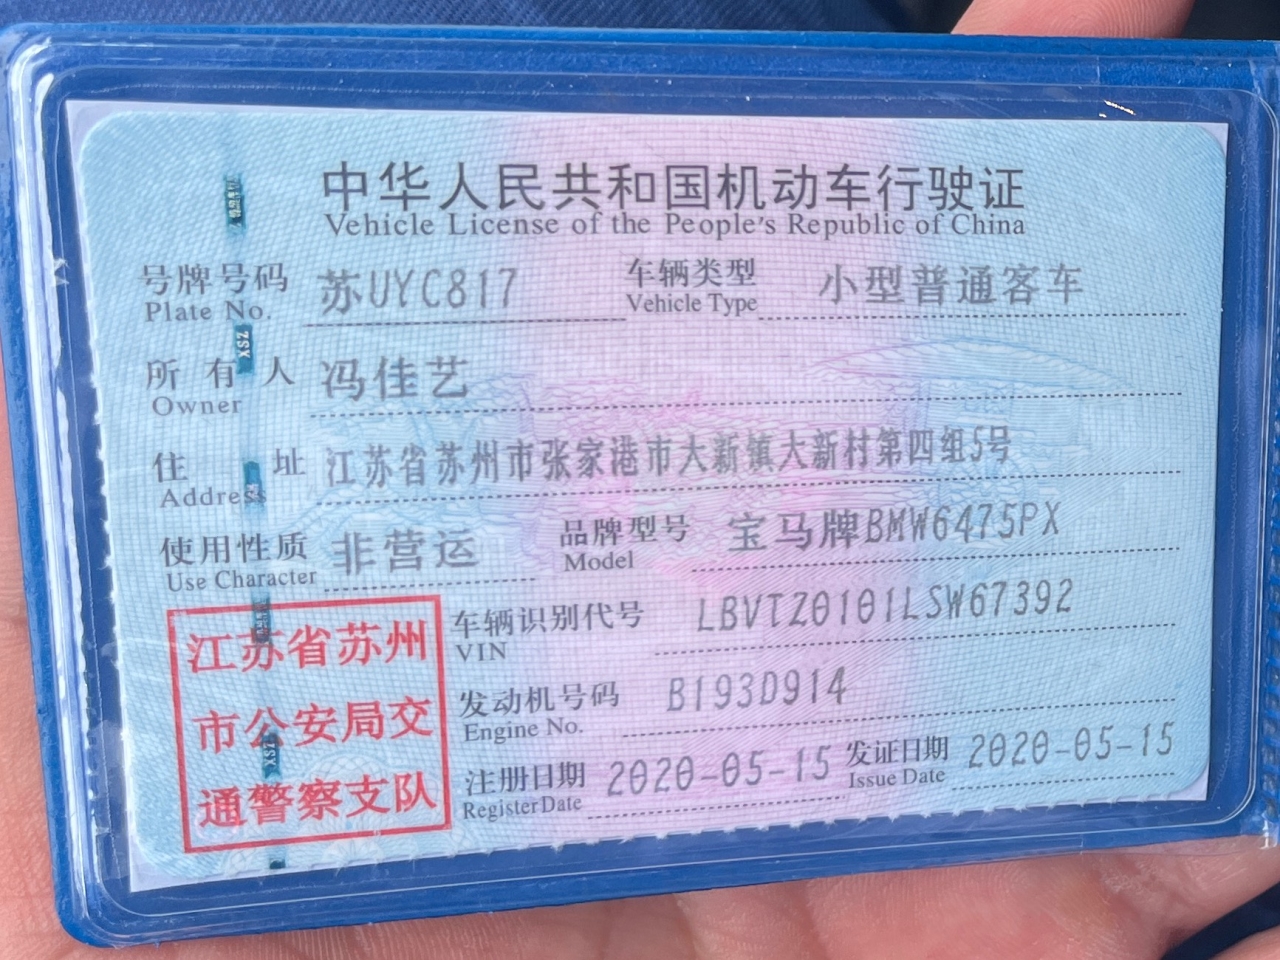 中华人民共和国机动车行驶证
Vehicle License of the People's Republic of China
号牌号码 苏UYC817 车辆类型 小型普通客车
Plate No. Vehicle Type
所有人 冯佳艺
Owner
住址 江苏省苏州市张家港市大新镇大新村第四组5号
Address
使用性质 非营运 品牌型号 宝马牌BMW6475PX
Use Character Model
江苏省苏州
市公安局交
通警察支队
车辆识别代号 LBVTZ0101LSW67392
VIN
发动机号码 B193D914
Engine No.
注册日期 2020-05-15 发证日期 2020-05-15
Register Date Issue Date
XSZ
XSZ